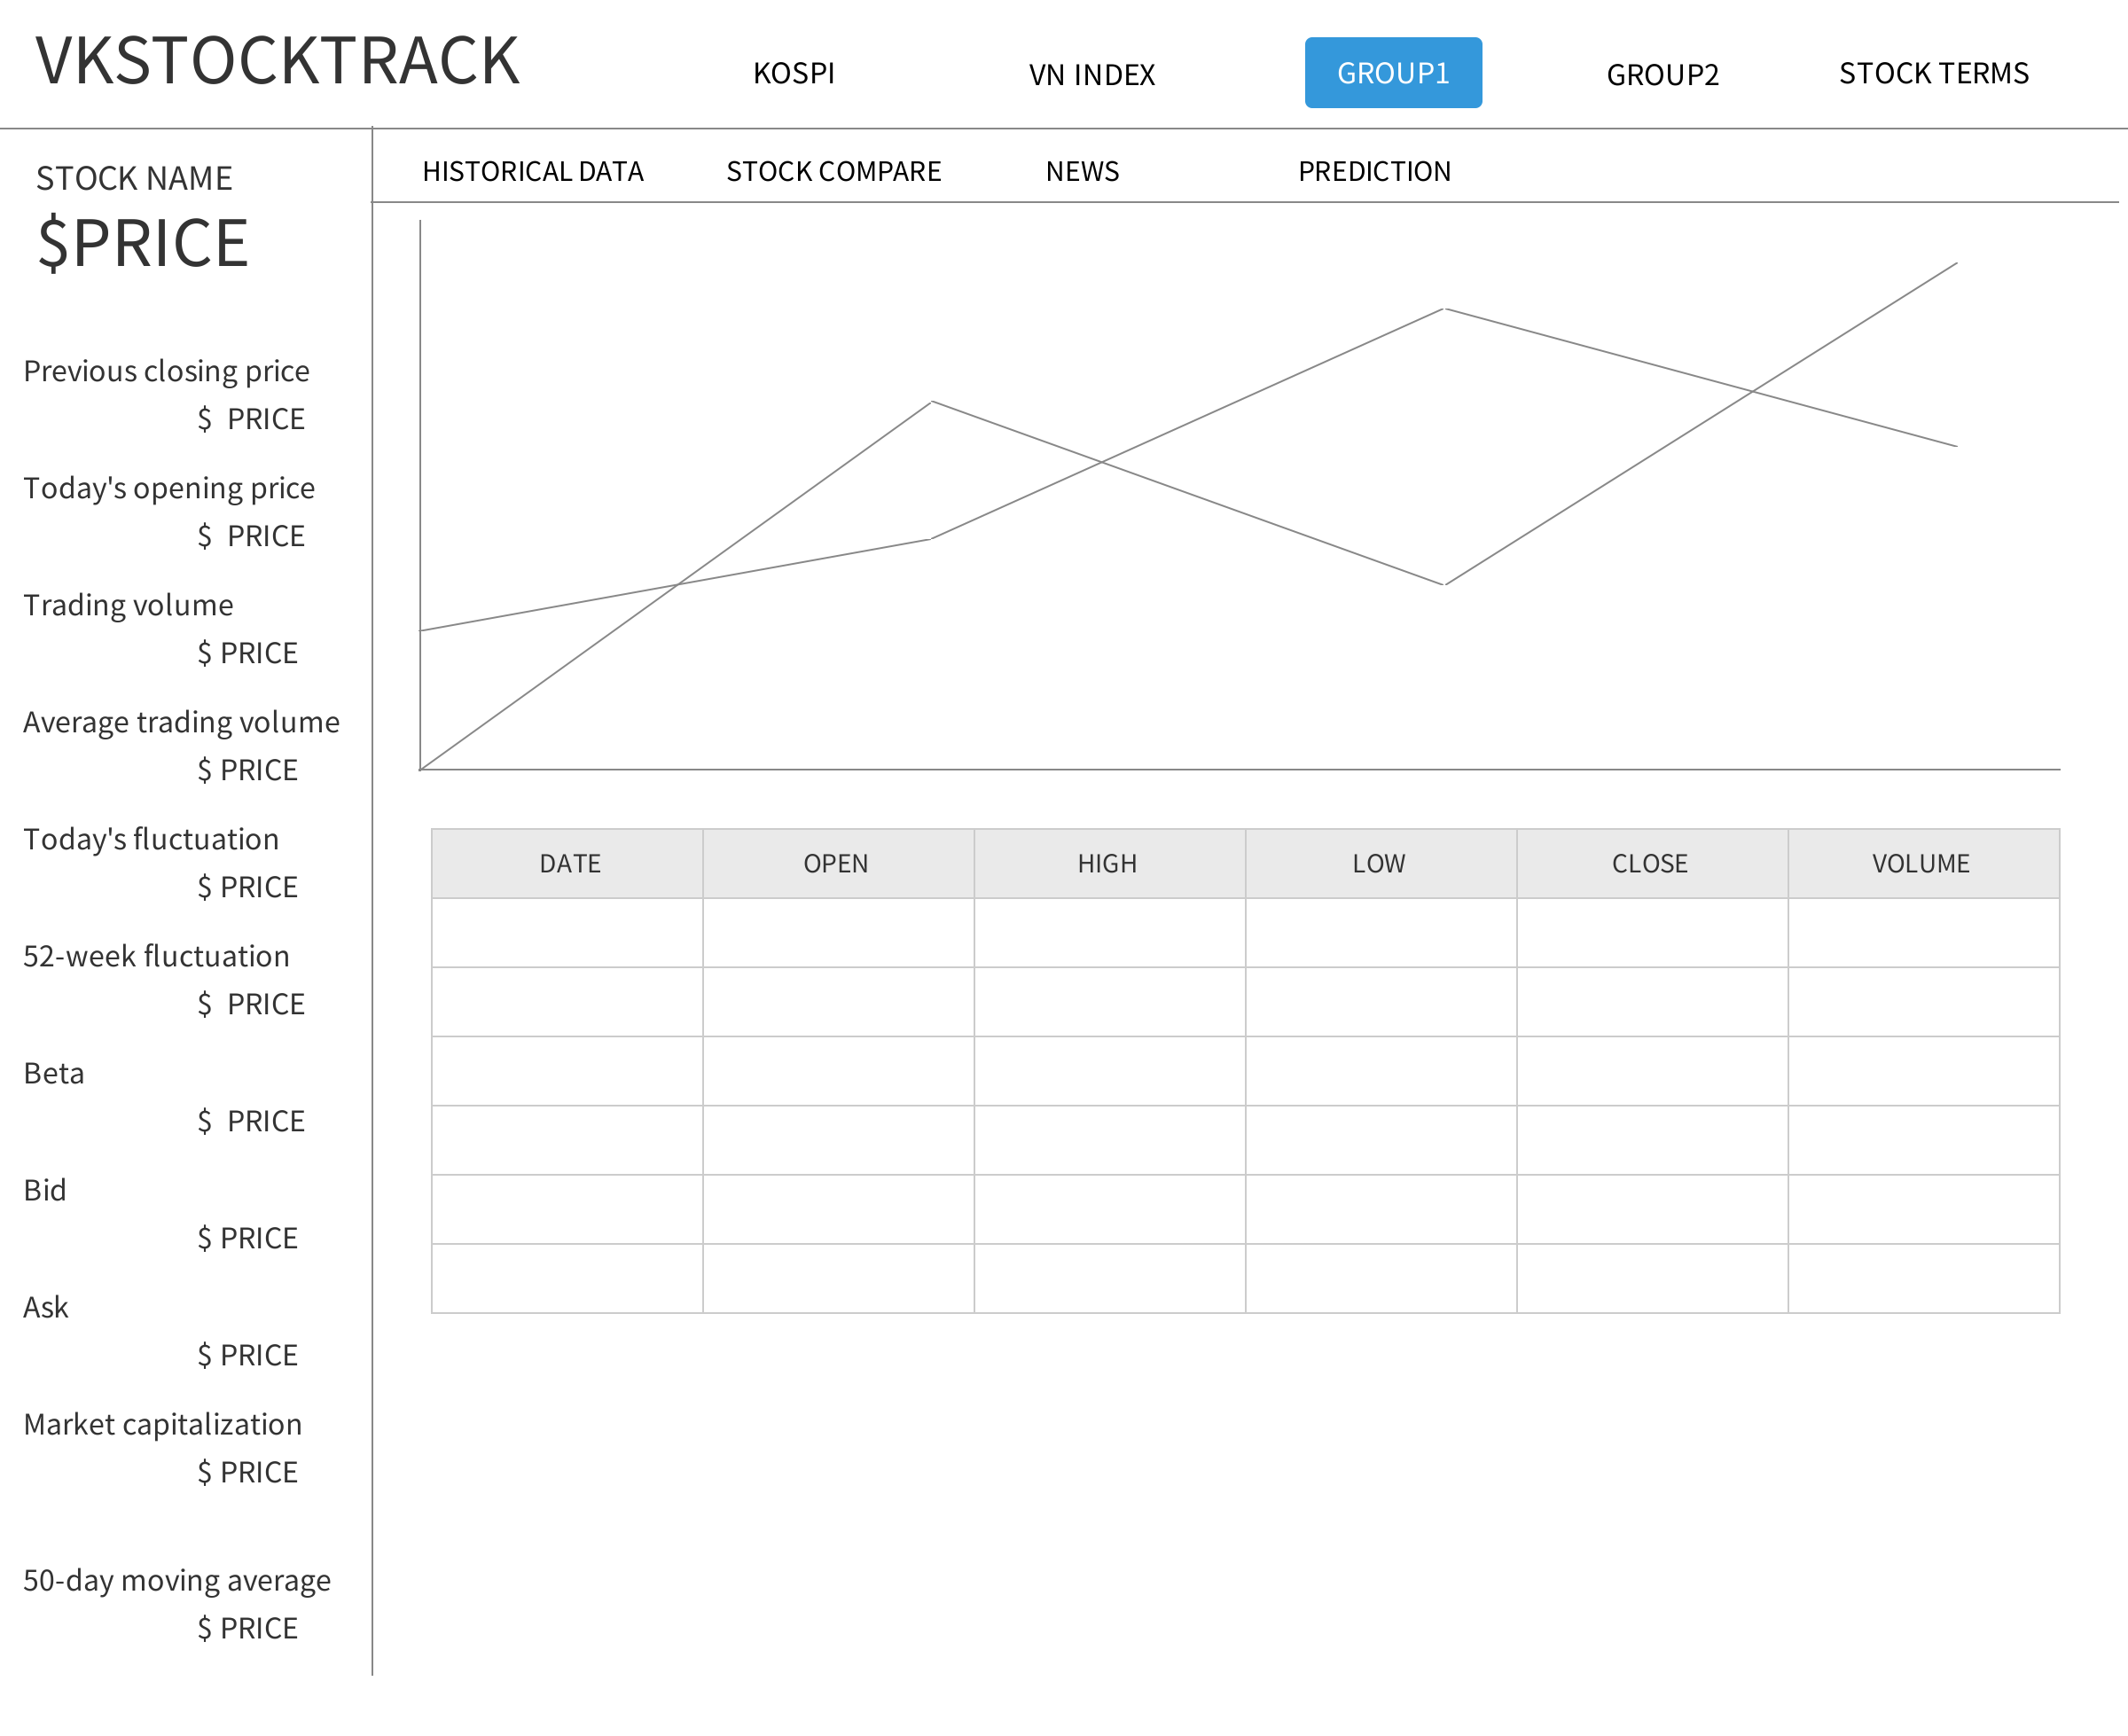 VKSTOCKTRACK
KOSPI
VN INDEX
GROUP1
GROUP2
STOCK TERMS
STOCK NAME
$PRICE
Previous closing price
$ PRICE
Today's opening price
$ PRICE
Trading volume
$ PRICE
Average trading volume
$ PRICE
Today's fluctuation
$ PRICE
52-week fluctuation
$ PRICE
Beta
$ PRICE
Bid
$ PRICE
Ask
$ PRICE
Market capitalization
$ PRICE
50-day moving average
$ PRICE
HISTORICAL DATA
STOCK COMPARE
NEWS
PREDICTION
DATE OPEN HIGH LOW CLOSE VOLUME